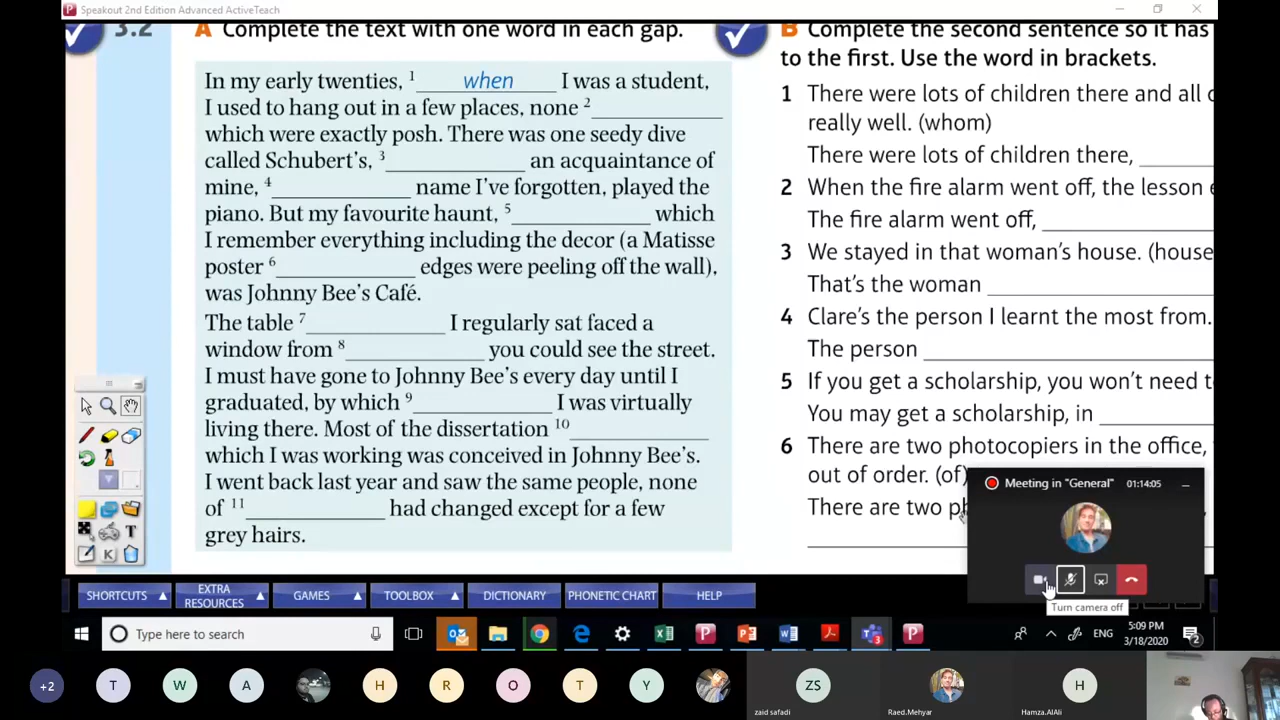 Speakout 2nd Edition Advanced ActiveTeach
3.2
A Complete the text with one word in each gap.
In my early twenties, 1 when I was a student,
I used to hang out in a few places, none 2
which were exactly posh. There was one seedy dive
called Schubert's, 3 an acquaintance of
mine, 4 name I've forgotten, played the
piano. But my favourite haunt, 5 which
I remember everything including the decor (a Matisse
poster 6 edges were peeling off the wall),
was Johnny Bee's Café.
The table 7 I regularly sat faced a
window from 8 you could see the street.
I must have gone to Johnny Bee's every day until I
graduated, by which 9 I was virtually
living there. Most of the dissertation 10
which I was working was conceived in Johnny Bee's.
I went back last year and saw the same people, none
of 11 had changed except for a few
grey hairs.
B Complete the second sentence so it has
to the first. Use the word in brackets.
1 There were lots of children there and all
really well. (whom)
There were lots of children there,
2 When the fire alarm went off, the lesson
The fire alarm went off,
3 We stayed in that woman's house. (house
That's the woman
4 Clare's the person I learnt the most from.
The person
5 If you get a scholarship, you won't need
You may get a scholarship, in
6 There are two photocopiers in the office,
out of order. (of)
There are two
Meeting in "General" 01:14:05
Turn camera off
SHORTCUTS
EXTRA RESOURCES
GAMES
TOOLBOX
DICTIONARY
PHONETIC CHART
HELP
Type here to search
ENG
5:09 PM
3/18/2020
2
+2
T
W
A
H
R
O
T
Y
ZS
zaid safadi
Raed.Mehyar
H
Hamza.AlAli